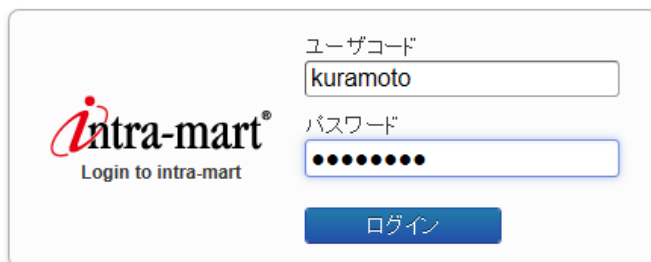 ユーザコード
kuramoto
intra-mart®
Login to intra-mart
パスワード
●●●●●●●●
ログイン